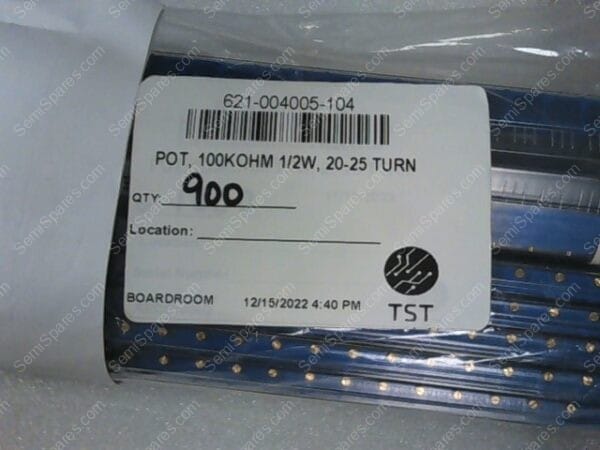 621-004005-104
POT, 100KOHM 1/2W, 20-25 TURN
QTY: 900
Location:
BOARDROOM 12/15/2022 4:40 PM
TST
SemiSpares.com